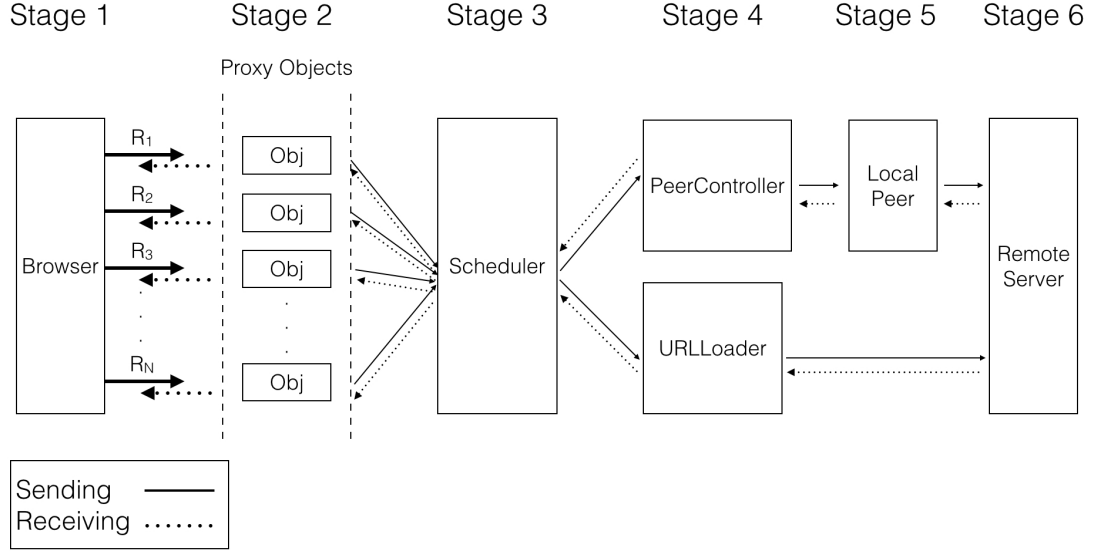 Stage 1
Stage 2
Stage 3
Stage 4
Stage 5
Stage 6
Proxy Objects
Browser
R1
R2
R3
RN
Obj
Obj
Obj
Obj
Scheduler
PeerController
URLLoader
Local
Peer
Remote
Server
Sending
Receiving